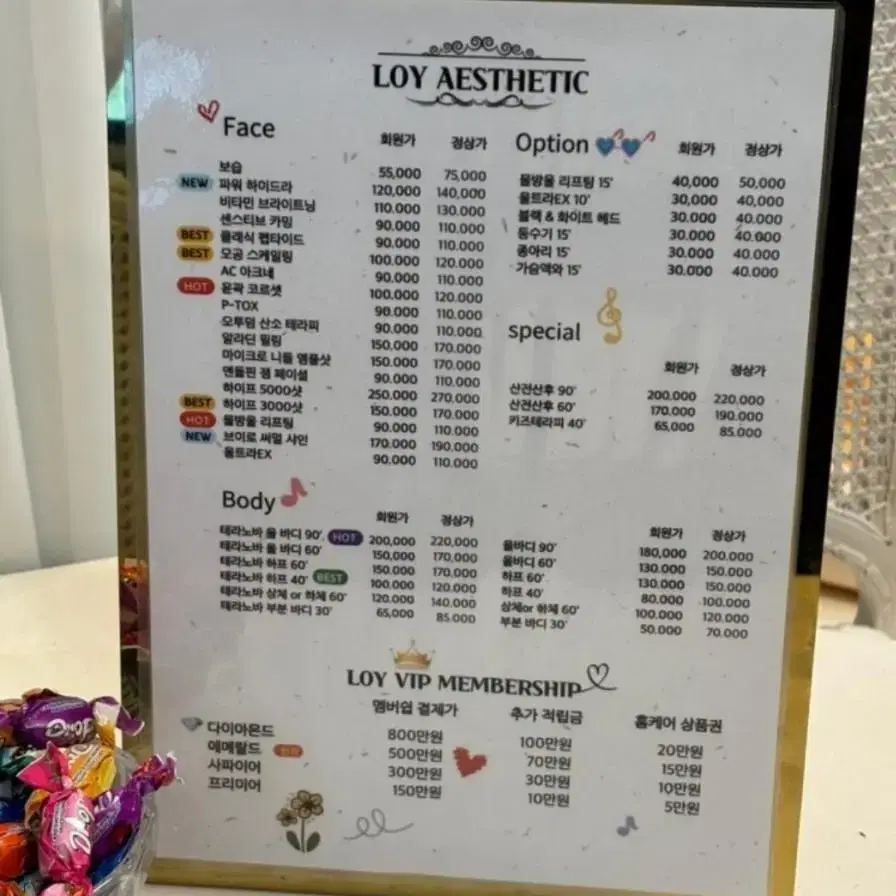 LOY AESTHETIC
Face 회원가 정상가
보습 55,000 75,000
NEW 파워 하이드라 120,000 140,000
비타민 브라이트닝 110.000 130.000
센스티브 카밍 90.000 110.000
BEST 클래식 펩타이드 90.000 110.000
BEST 모공 스케일링 100.000 120.000
AC 아크네 90.000 110.000
HOT 윤곽 코르셋 100.000 120.000
P-TOX 90.000 110.000
모투덤 산소 테라피 90.000 110.000
알라딘 필링 150,000 170.000
마이크로 니들 앰플샷 150.000 170.000
젬 페이셜 90.000 110.000
하이프 5000샷 250.000 270.000
BEST 하이프 3000샷 150.000 170.000
HOT 물방울 리프팅 90.000 110.000
NEW 브이로 써멀 샤인 170.000 190.000
울트라EX 90.000 110.000
Option 회원가 정상가
물방울 리프팅 15' 40,000 50,000
울트라EX 10' 30,000 40,000
블랙 & 화이트 헤드 30.000 40.000
등수기 15' 30.000 40.000
종아리 15' 30.000 40.000
가슴액와 15' 30.000 40.000
special
회원가 정상가
산전산후 90' 200.000 220,000
산전산후 60' 170.000 190.000
키즈테라피 40' 65,000 85.000
Body 회원가 정상가
테라노바 올 바디 90' HOT 200,000 220,000
테라노바 올 바디 60' 150,000 170,000
테라노바 하프 60' 150.000 170.000
테라노바 하프 40' BEST 100.000 120.000
테라노바 상체 or 하체 60' 120.000 140.000
테라노바 부분 바디 30' 65,000 85.000
회원가 정상가
올바디 90' 180,000 200.000
올바디 60' 130.000 150.000
하프 60' 130.000 150.000
하프 40' 80.000 100.000
상체or 하체 60' 100.000 120.000
부분 바디 30' 50.000 70.000
LOY VIP MEMBERSHIP
멤버쉽 결제가 추가 적립금 홈케어 상품권
다이아몬드 800만원 100만원 20만원
에메랄드 500만원 70만원 15만원
사파이어 300만원 30만원 10만원
프리미어 150만원 10만원 5만원